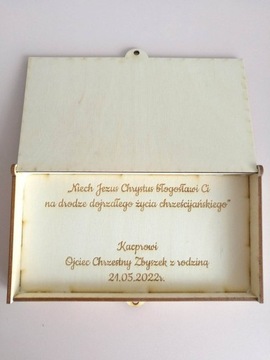 „Niech Jezus Chrystus błogosławi Ci
na drodze dojrzałego życia chrześcijańskiego"
Kacprowi
Ojciec Chrzestny Zbyszek z rodziną
21.05.2022r.